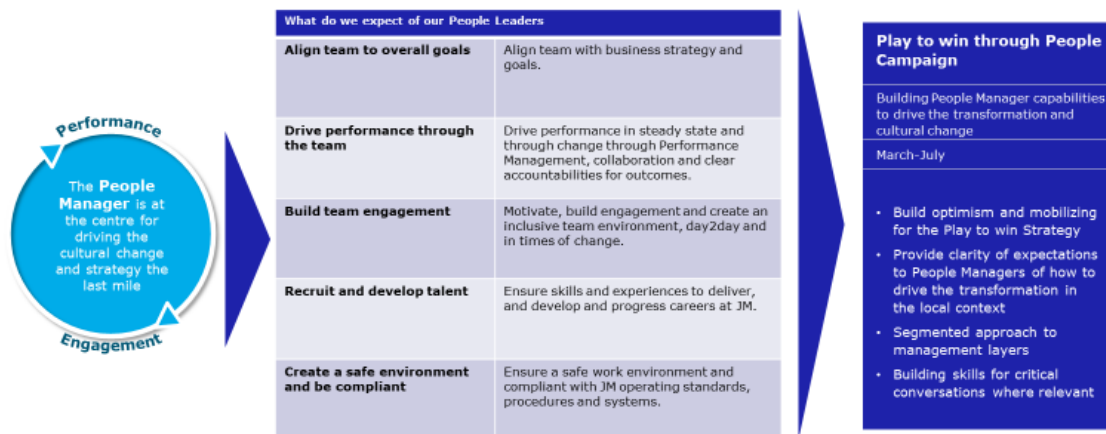 Performance
The People
Manager is at
the centre for
driving the
cultural change
and strategy the
last mile
Engagement
What do we expect of our People Leaders
Align team to overall goals
Align team with business strategy and
goals.
Drive performance through
the team
Drive performance in steady state and
through change through Performance
Management, collaboration and clear
accountabilities for outcomes.
Build team engagement
Motivate, build engagement and create an
inclusive team environment, day2day and
in times of change.
Recruit and develop talent
Ensure skills and experiences to deliver,
and develop and progress careers at JM.
Create a safe environment
and be compliant
Ensure a safe work environment and
compliant with JM operating standards,
procedures and systems.
Play to win through People
Campaign
Building People Manager capabilities
to drive the transformation and
cultural change
March-July
• Build optimism and mobilizing
for the Play to win Strategy
• Provide clarity of expectations
to People Managers of how to
drive the transformation in
the local context
• Segmented approach to
management layers
• Building skills for critical
conversations where relevant